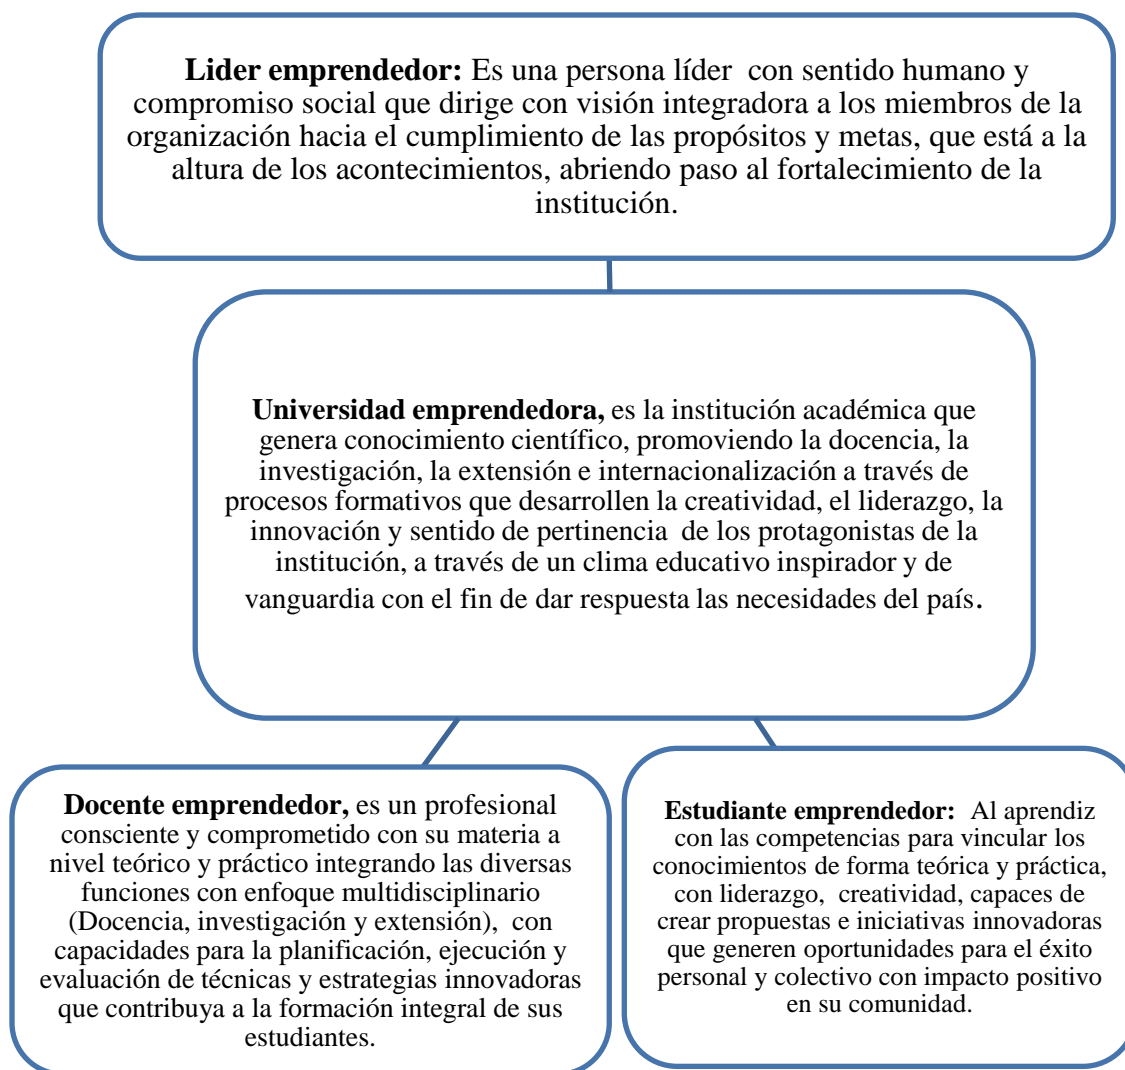 Lider emprendedor: Es una persona líder con sentido humano y
compromiso social que dirige con visión integradora a los miembros de la
organización hacia el cumplimiento de las propósitos y metas, que está a la
altura de los acontecimientos, abriendo paso al fortalecimiento de la
institución.
Universidad emprendedora, es la institución académica que
genera conocimiento científico, promoviendo la docencia, la
investigación, la extensión e internacionalización a través de
procesos formativos que desarrollen la creatividad, el liderazgo, la
innovación y sentido de pertinencia de los protagonistas de la
institución, a través de un clima educativo inspirador y de
vanguardia con el fin de dar respuesta las necesidades del país.
Docente emprendedor, es un profesional
consciente y comprometido con su materia a
nivel teórico y práctico integrando las diversas
funciones con enfoque multidisciplinario
(Docencia, investigación y extensión), con
capacidades para la planificación, ejecución y
evaluación de técnicas y estrategias innovadoras
que contribuya a la formación integral de sus
estudiantes.
Estudiante emprendedor: Al aprendiz
con las competencias para vincular los
conocimientos de forma teórica y práctica,
con liderazgo, creatividad, capaces de
crear propuestas e iniciativas innovadoras
que generen oportunidades para el éxito
personal y colectivo con impacto positivo
en su comunidad.